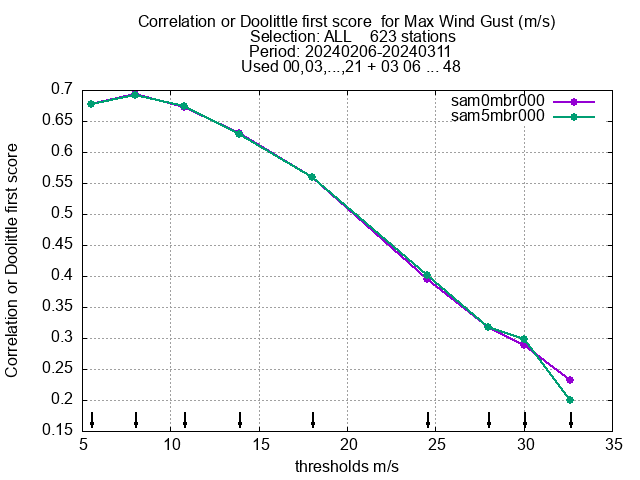 Correlation or Doolittle first score  for Max Wind Gust (m/s)
Selection: ALL    623 stations
Period: 20240206-20240311
Used 00,03,...,21 + 03 06 ... 48
sam0mbr000
sam5mbr000
Correlation or Doolittle first score
0.7
0.65
0.6
0.55
0.5
0.45
0.4
0.35
0.3
0.25
0.2
0.15
5 10 15 20 25 30 35
thresholds m/s